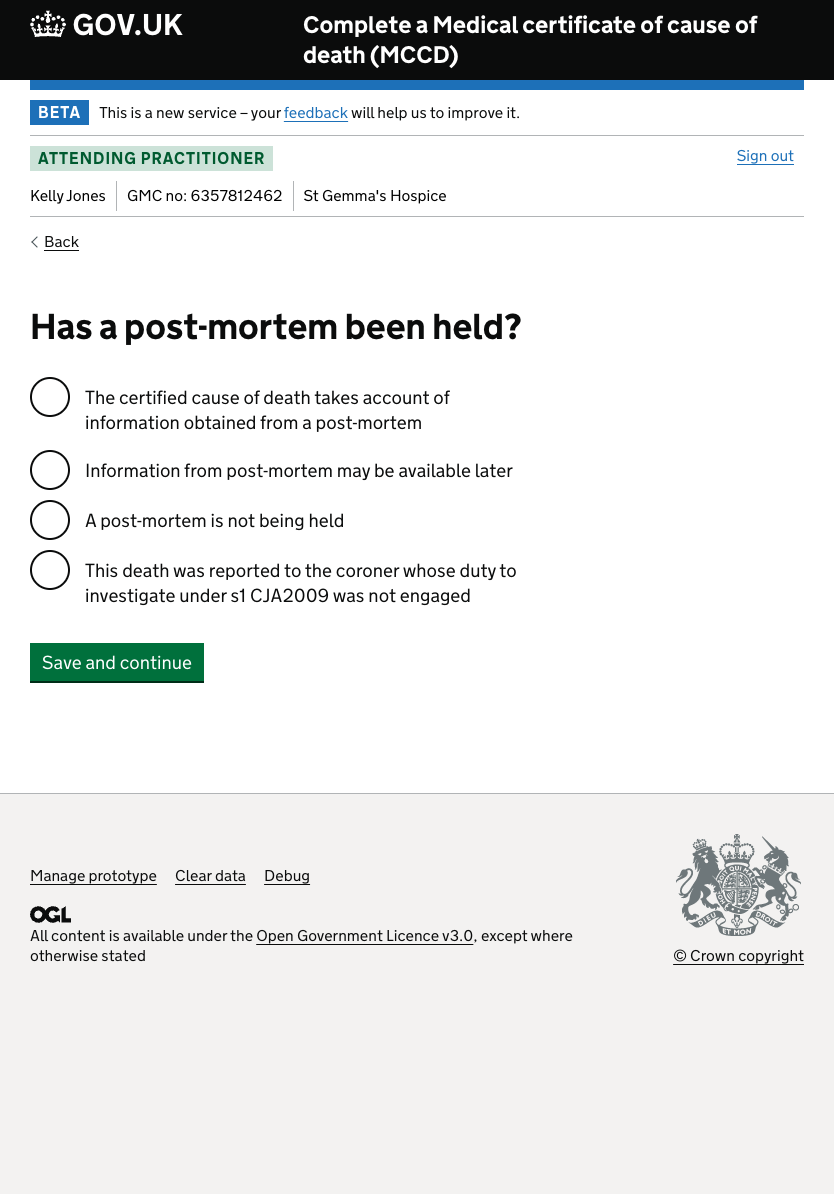 GOV.UK
Complete a Medical certificate of cause of
death (MCCD)
BETA This is a new service – your feedback will help us to improve it.
ATTENDING PRACTITIONER
Sign out
Kelly Jones GMC no: 6357812462 St Gemma's Hospice
Back
Has a post-mortem been held?
The certified cause of death takes account of
information obtained from a post-mortem
Information from post-mortem may be available later
A post-mortem is not being held
This death was reported to the coroner whose duty to
investigate under s1 CJA2009 was not engaged
Save and continue
Manage prototype Clear data Debug
OGL
All content is available under the Open Government Licence v3.0, except where
otherwise stated
DIEU ET MON DROIT
© Crown copyright